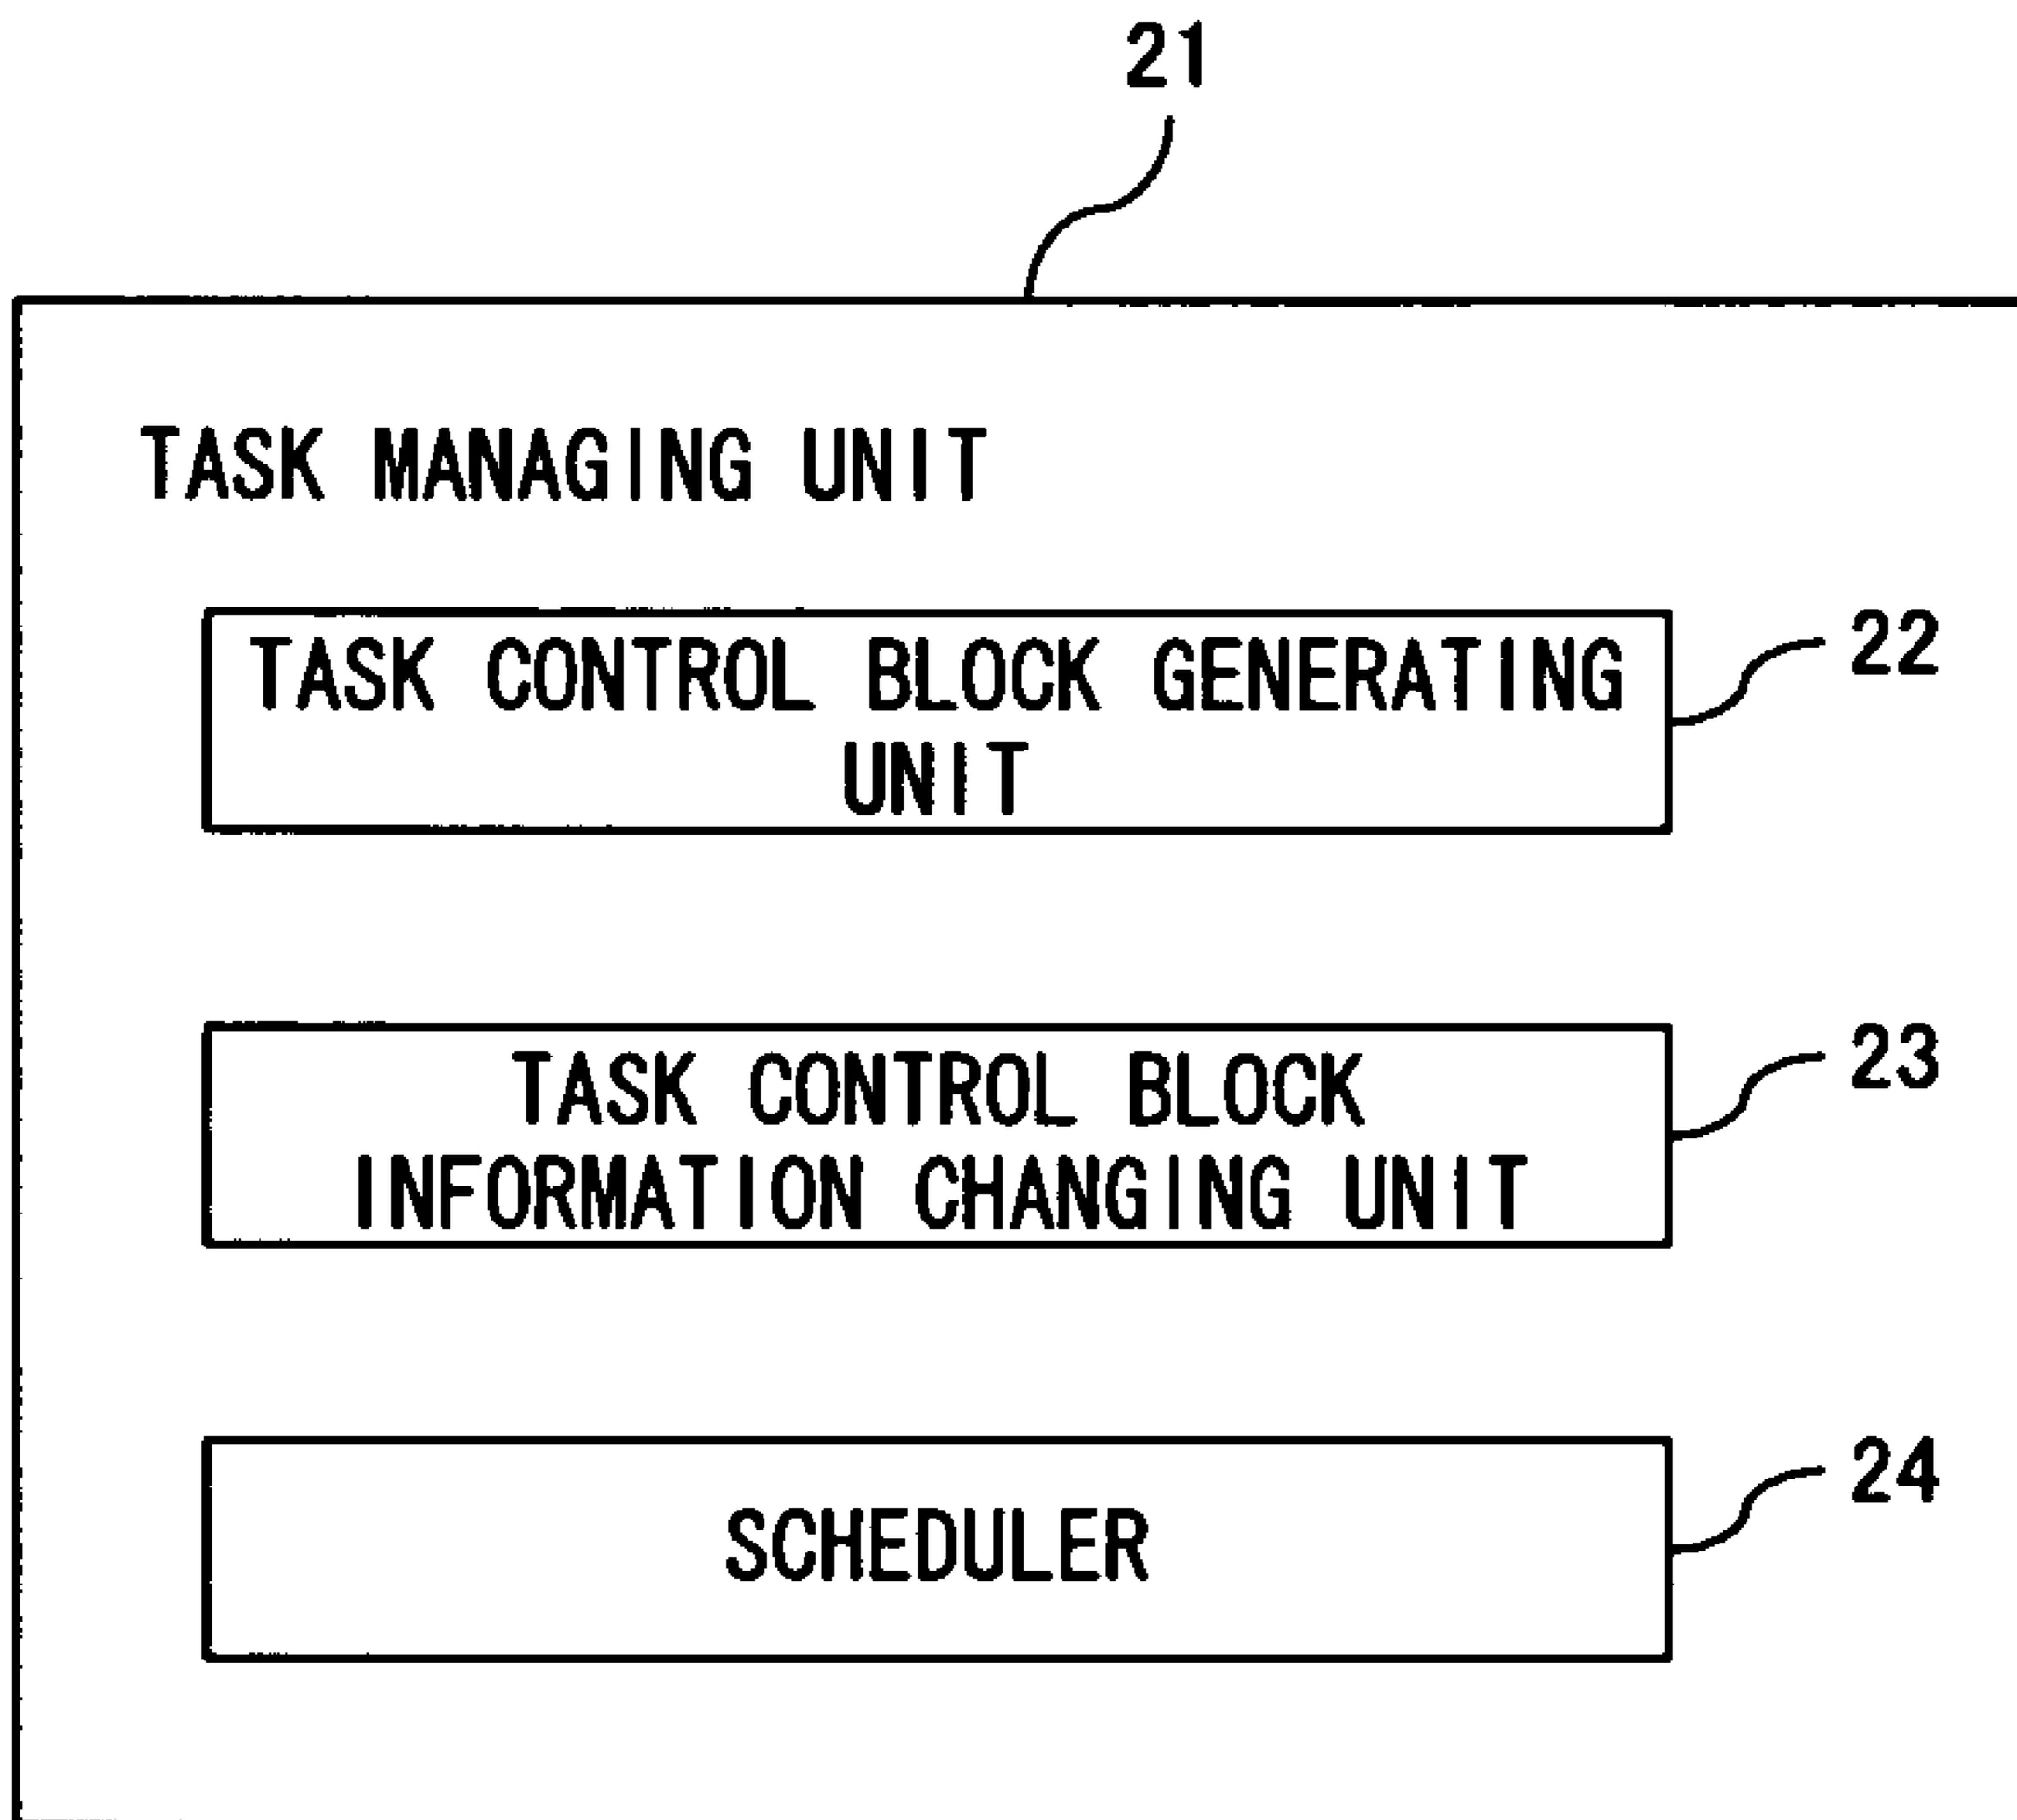 21
TASK MANAGING UNIT
TASK CONTROL BLOCK GENERATING
UNIT
22
TASK CONTROL BLOCK
INFORMATION CHANGING UNIT
23
SCHEDULER
24